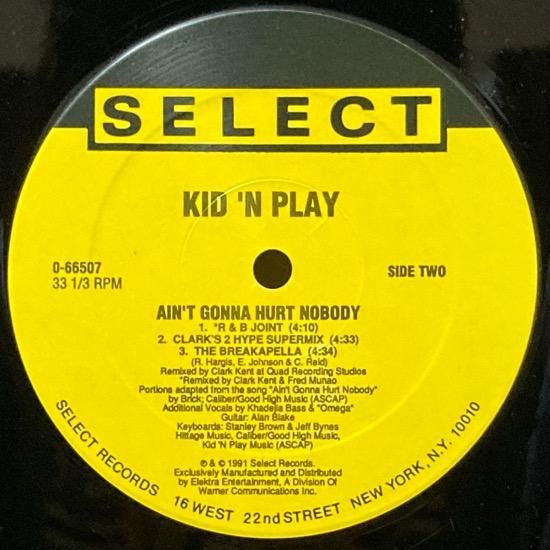 SELECT
KID 'N PLAY
0-66507
33 1/3 RPM
SIDE TWO
AIN'T GONNA HURT NOBODY
1. *R & B JOINT (4:10)
2. CLARK'S 2 HYPE SUPERMIX (4:33)
3. THE BREAKAPELLA (4:34)
(R. Hargis, E. Johnson & C. Reid)
Remixed by Clark Kent at Quad Recording Studios
*Remixed by Clark Kent & Fred Munao
Portions adapted from the song "Ain't Gonna Hurt Nobody"
by Brick; Caliber/Good High Music (ASCAP)
Additional Vocals by Khadejia Bass & "Omega"
Guitar: Alan Blake
Keyboards: Stanley Brown & Jeff Bynes
Hittage Music, Caliber/Good High Music,
Kid 'N Play Music (ASCAP)
℗ & © 1991 Select Records.
Exclusively Manufactured and Distributed
by Elektra Entertainment, A Division Of
Warner Communications Inc.
SELECT RECORDS 16 WEST 22nd STREET NEW YORK, N.Y. 10010